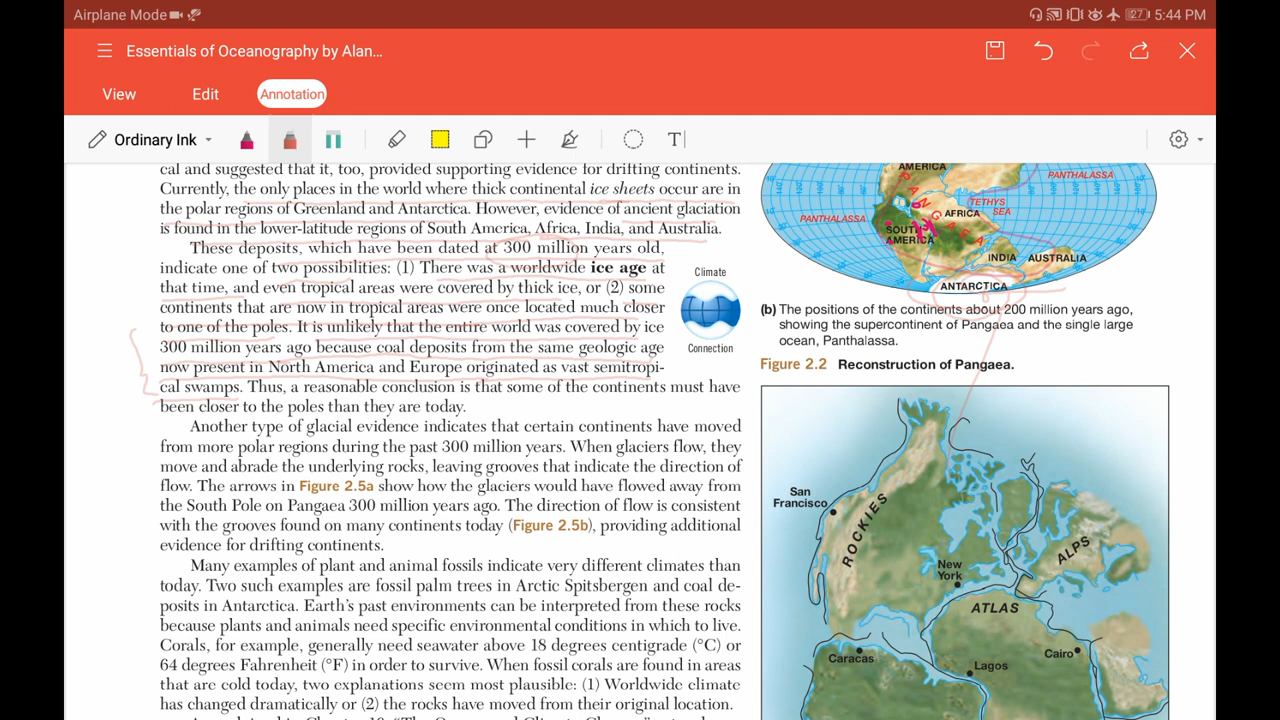 Airplane Mode
27 5:44 PM
Essentials of Oceanography by Alan...
View Edit Annotation
Ordinary Ink
T
cal and suggested that it, too, provided supporting evidence for drifting continents.
Currently, the only places in the world where thick continental ice sheets occur are in
the polar regions of Greenland and Antarctica. However, evidence of ancient glaciation
is found in the lower-latitude regions of South America, Africa, India, and Australia.
These deposits, which have been dated at 300 million years old,
indicate one of two possibilities: (1) There was a worldwide ice age at
that time, and even tropical areas were covered by thick ice, or (2) some
continents that are now in tropical areas were once located much closer
to one of the poles. It is unlikely that the entire world was covered by ice
300 million years ago because coal deposits from the same geologic age
now present in North America and Europe originated as vast semitropi-
cal swamps. Thus, a reasonable conclusion is that some of the continents must have
been closer to the poles than they are today.
Another type of glacial evidence indicates that certain continents have moved
from more polar regions during the past 300 million years. When glaciers flow, they
move and abrade the underlying rocks, leaving grooves that indicate the direction of
flow. The arrows in Figure 2.5a show how the glaciers would have flowed away from
the South Pole on Pangaea 300 million years ago. The direction of flow is consistent
with the grooves found on many continents today (Figure 2.5b), providing additional
evidence for drifting continents.
Many examples of plant and animal fossils indicate very different climates than
today. Two such examples are fossil palm trees in Arctic Spitsbergen and coal de-
posits in Antarctica. Earth's past environments can be interpreted from these rocks
because plants and animals need specific environmental conditions in which to live.
Corals, for example, generally need seawater above 18 degrees centigrade (°C) or
64 degrees Fahrenheit (°F) in order to survive. When fossil corals are found in areas
that are cold today, two explanations seem most plausible: (1) Worldwide climate
has changed dramatically or (2) the rocks have moved from their original location.
Climate
Connection
AMERICA
PANTHALASSA
PANGAEA
TETHYS
SEA
AFRICA
PANTHALASSA
SOUTH
AMERICA
INDIA
AUSTRALIA
ANTARCTICA
(b) The positions of the continents about 200 million years ago,
showing the supercontinent of Pangaea and the single large
ocean, Panthalassa.
Figure 2.2 Reconstruction of Pangaea.
San
Francisco
ROCKIES
ALPS
New
York
ATLAS
Caracas
Cairo
Lagos